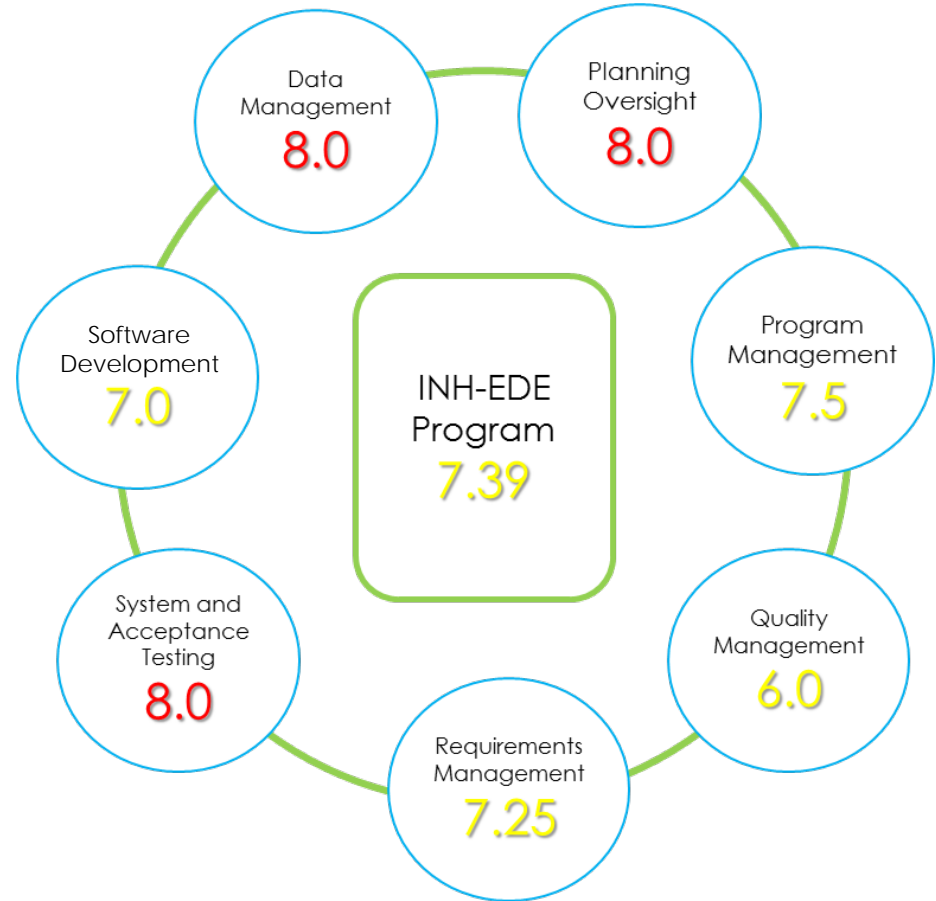 Data
Management
8.0
Planning
Oversight
8.0
Program
Management
7.5
Quality
Management
6.0
Requirements
Management
7.25
System and
Acceptance
Testing
8.0
Software
Development
7.0
INH-EDE
Program
7.39